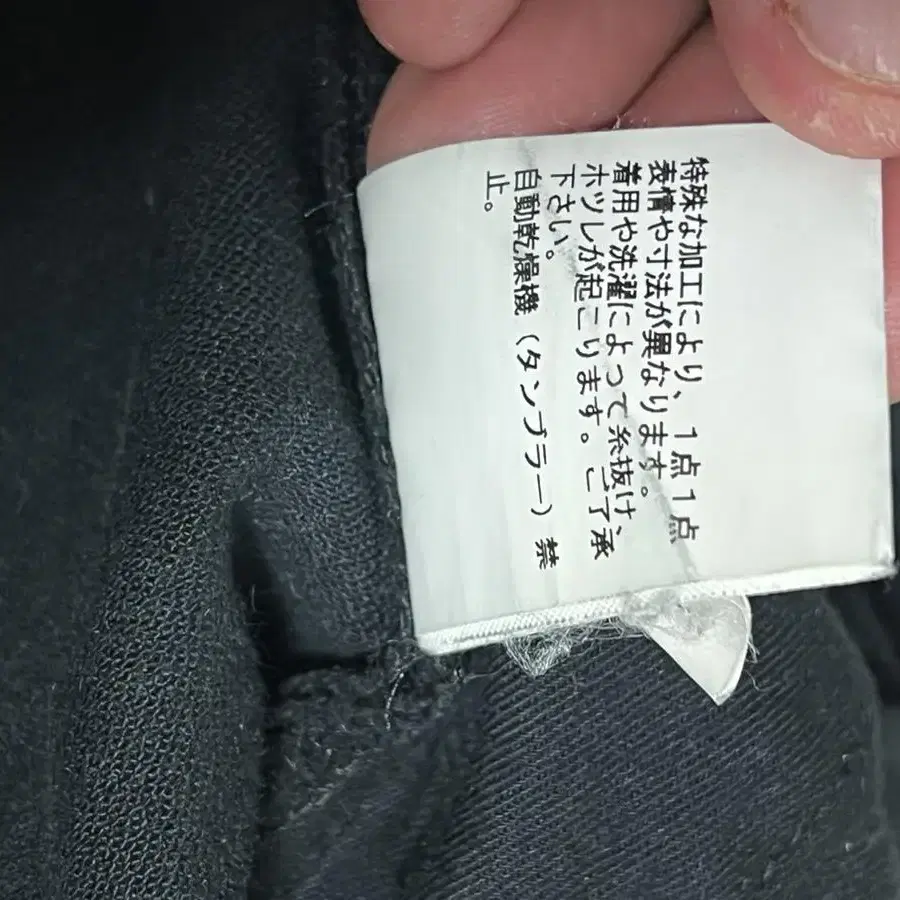 特殊な加工により、1点1点
表情や寸法が異なります。
着用や洗濯によって糸抜け、
ホツレが起こります。ご了承
下さい。
自動乾燥機（タンブラー）禁
止。